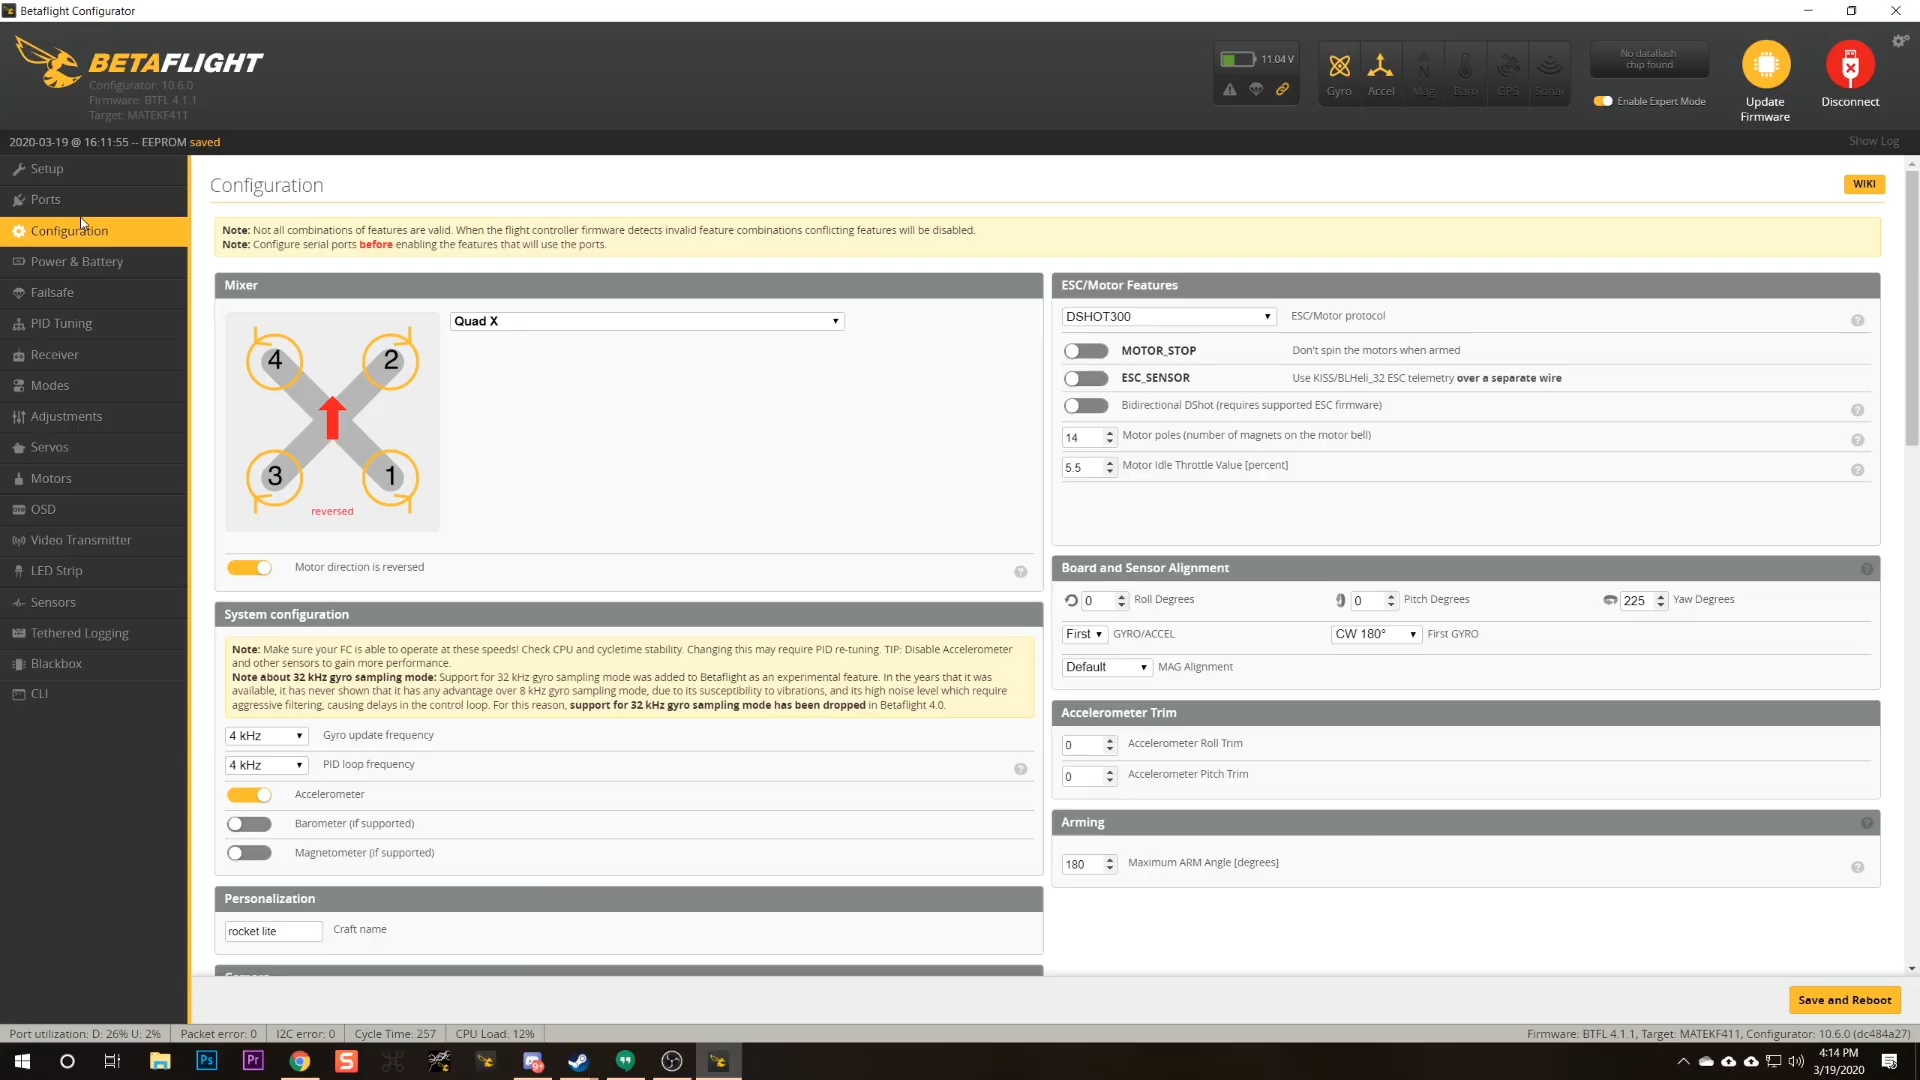 Betaflight Configurator
BETAFLIGHT
Configurator: 10.6.0
Firmware: BTFL 4.1.1
Target: MATEKF411
11.04 V
Gyro
Accel
Mag
Baro
GPS
Sonar
No dataflash
chip found
Enable Expert Mode
Update
Firmware
Disconnect
2020-03-19 @ 16:11:55 -- EEPROM saved
Show Log
Setup
Ports
Configuration
Power & Battery
Failsafe
PID Tuning
Receiver
Modes
Adjustments
Servos
Motors
OSD
Video Transmitter
LED Strip
Sensors
Tethered Logging
Blackbox
CLI
Configuration
WIKI
Note: Not all combinations of features are valid. When the flight controller firmware detects invalid feature combinations conflicting features will be disabled.
Note: Configure serial ports before enabling the features that will use the ports.
Mixer
Quad X
4
2
3
1
reversed
Motor direction is reversed
System configuration
Note: Make sure your FC is able to operate at these speeds! Check CPU and cycletime stability. Changing this may require PID re-tuning. TIP: Disable Accelerometer
and other sensors to gain more performance.
Note about 32 kHz gyro sampling mode: Support for 32 kHz gyro sampling mode was added to Betaflight as an experimental feature. In the years that it was
available, it has never shown that it has any advantage over 8 kHz gyro sampling mode, due to its susceptibility to vibrations, and its high noise level which require
aggressive filtering, causing delays in the control loop. For this reason, support for 32 kHz gyro sampling mode has been dropped in Betaflight 4.0.
4 kHz Gyro update frequency
4 kHz PID loop frequency
Accelerometer
Barometer (if supported)
Magnetometer (if supported)
Personalization
rocket lite Craft name
Camera
ESC/Motor Features
DSHOT300 ESC/Motor protocol
MOTOR_STOP Don't spin the motors when armed
ESC_SENSOR Use KISS/BLHeli_32 ESC telemetry over a separate wire
Bidirectional DShot (requires supported ESC firmware)
14 Motor poles (number of magnets on the motor bell)
5.5 Motor Idle Throttle Value [percent]
Board and Sensor Alignment
0 Roll Degrees 0 Pitch Degrees 225 Yaw Degrees
First GYRO/ACCEL CW 180° First GYRO
Default MAG Alignment
Accelerometer Trim
0 Accelerometer Roll Trim
0 Accelerometer Pitch Trim
Arming
180 Maximum ARM Angle [degrees]
Save and Reboot
Port utilization: D: 26% U: 2% Packet error: 0 I2C error: 0 Cycle Time: 257 CPU Load: 12% Firmware: BTFL 4.1.1, Target: MATEKF411, Configurator: 10.6.0 (dc484a27)
Ps
Pr
S
9+
4:14 PM
3/19/2020